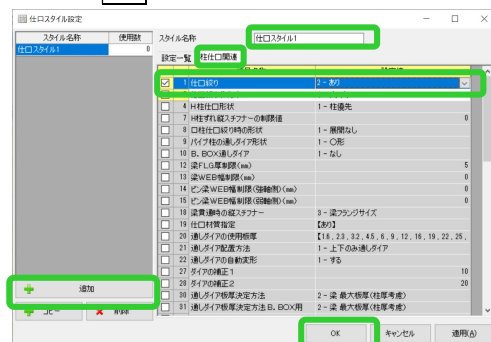 仕口スタイル設定
スタイル名称 使用数
仕口スタイル1 0
スタイル名称 仕口スタイル1
設定一覧 柱仕口関連
1 仕口絞り 2 - あり
4 H柱仕口形状 1 - 柱優先
7 H柱ずれ縦スチフナーの制限値 0
8 口柱仕口絞り時の形状 1 - 展開なし
9 パイプ柱の通しダイア形状 1 - 〇形
10 B．BOX通しダイア 1 - なし
12 梁FLG厚制限(mm) 5
13 梁WEB幅制限(mm) 0
14 ピン梁WEB幅制限(強軸側)(mm) 0
15 ピン梁WEB幅制限(弱軸側)(mm) 0
18 梁貫通時の縦スチフナー 3 - 梁フランジサイズ
19 仕口材質指定 【あり】
20 通しダイアの使用板厚 【1.6, 2.3, 3.2, 4.5, 6, 9, 12, 16, 19, 22, 25,
21 通しダイア配置方法 1 - 上下のみ通しダイア
22 通しダイアの自動変形 1 - する
27 ダイアの補正1 10
28 ダイアの補正2 20
30 通しダイア板厚決定方法 2 - 梁 最大板厚(柱厚考慮)
31 通しダイア板厚決定方法 B．BOX用 2 - 梁 最大板厚(柱厚考慮)
追加
コピー 削除
OK キャンセル 適用(A)